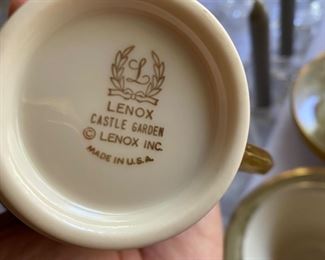 L
LENOX
CASTLE GARDEN
© LENOX INC.
MADE IN U.S.A.